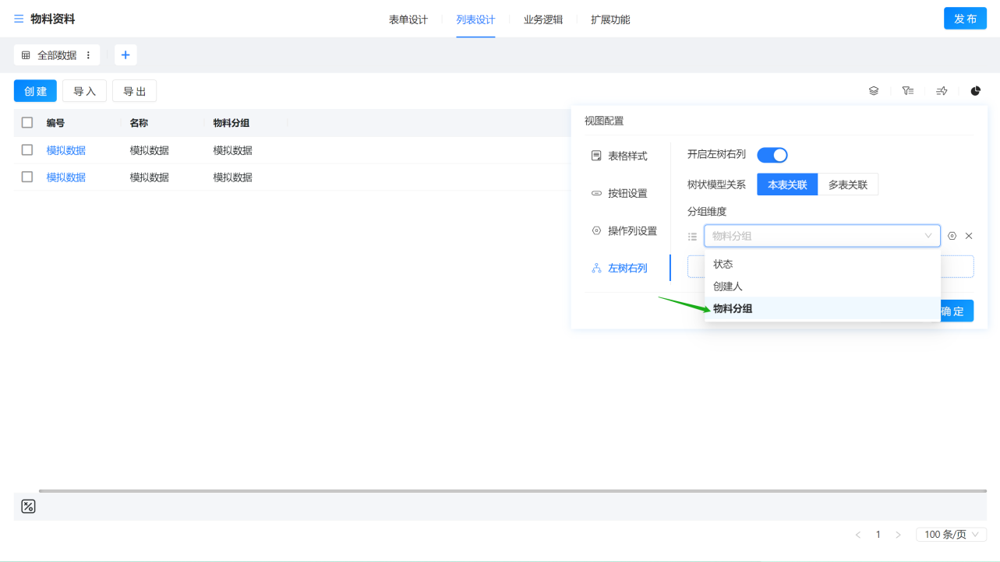 物料资料
表单设计
列表设计
业务逻辑
扩展功能
发 布
全部数据
创 建
导 入
导 出
编号
名称
物料分组
模拟数据
模拟数据
模拟数据
模拟数据
模拟数据
模拟数据
视图配置
表格样式
按钮设置
操作列设置
左树右列
开启左树右列
树状模型关系
本表关联
多表关联
分组维度
物料分组
状态
创建人
物料分组
确 定
1
100 条/页